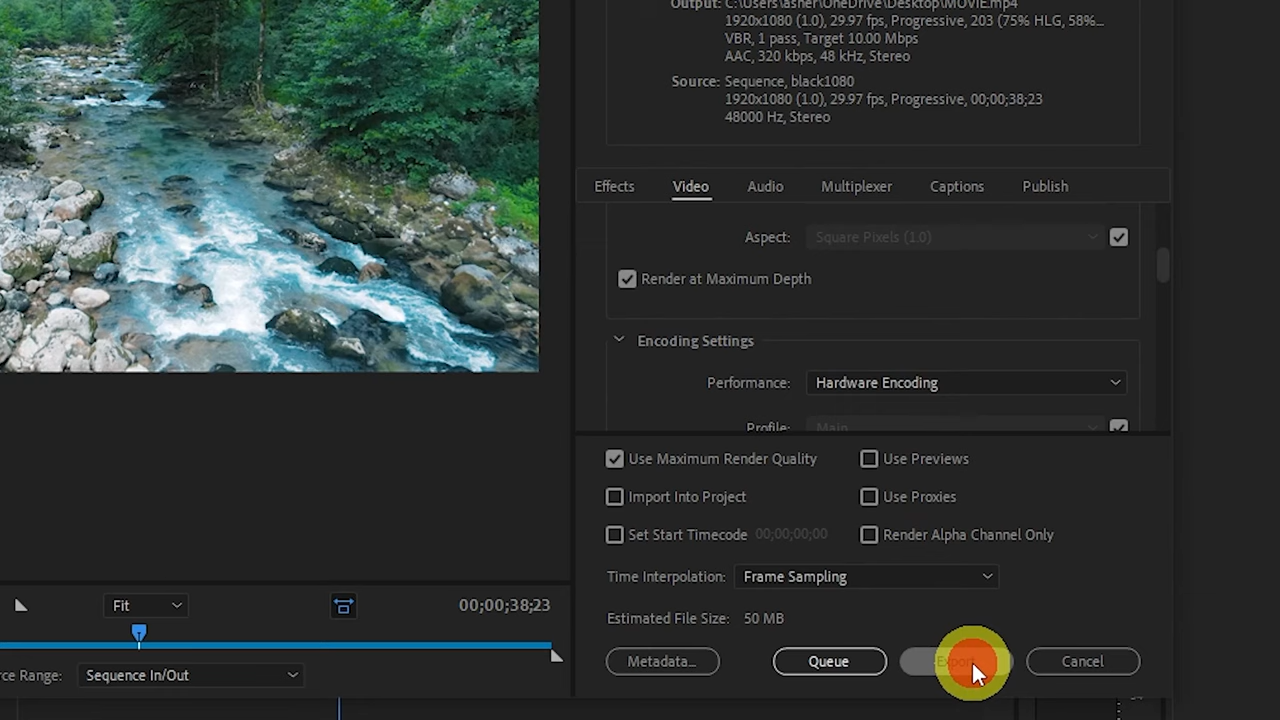 Output: C:\Users\asher\OneDrive\Desktop\MOVIE.mp4
1920x1080 (1.0), 29.97 fps, Progressive, 203 (75% HLG, 58%...
VBR, 1 pass, Target 10.00 Mbps
AAC, 320 kbps, 48 kHz, Stereo
Source: Sequence, black1080
1920x1080 (1.0), 29.97 fps, Progressive, 00;00;38;23
48000 Hz, Stereo
Effects Video Audio Multiplexer Captions Publish
Aspect: Square Pixels (1.0)
Render at Maximum Depth
Encoding Settings
Performance: Hardware Encoding
Profile: Main
Use Maximum Render Quality Use Previews
Import Into Project Use Proxies
Set Start Timecode 00;00;00;00 Render Alpha Channel Only
Time Interpolation: Frame Sampling
Estimated File Size: 50 MB
Fit 00;00;38;23
Metadata... Queue Export Cancel
rce Range: Sequence In/Out